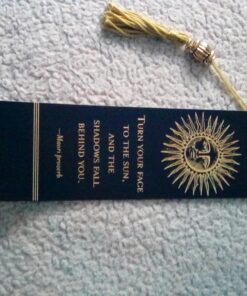 TURN YOUR FACE
TO THE SUN,
AND THE
SHADOWS FALL
BEHIND YOU.
—Maori proverb